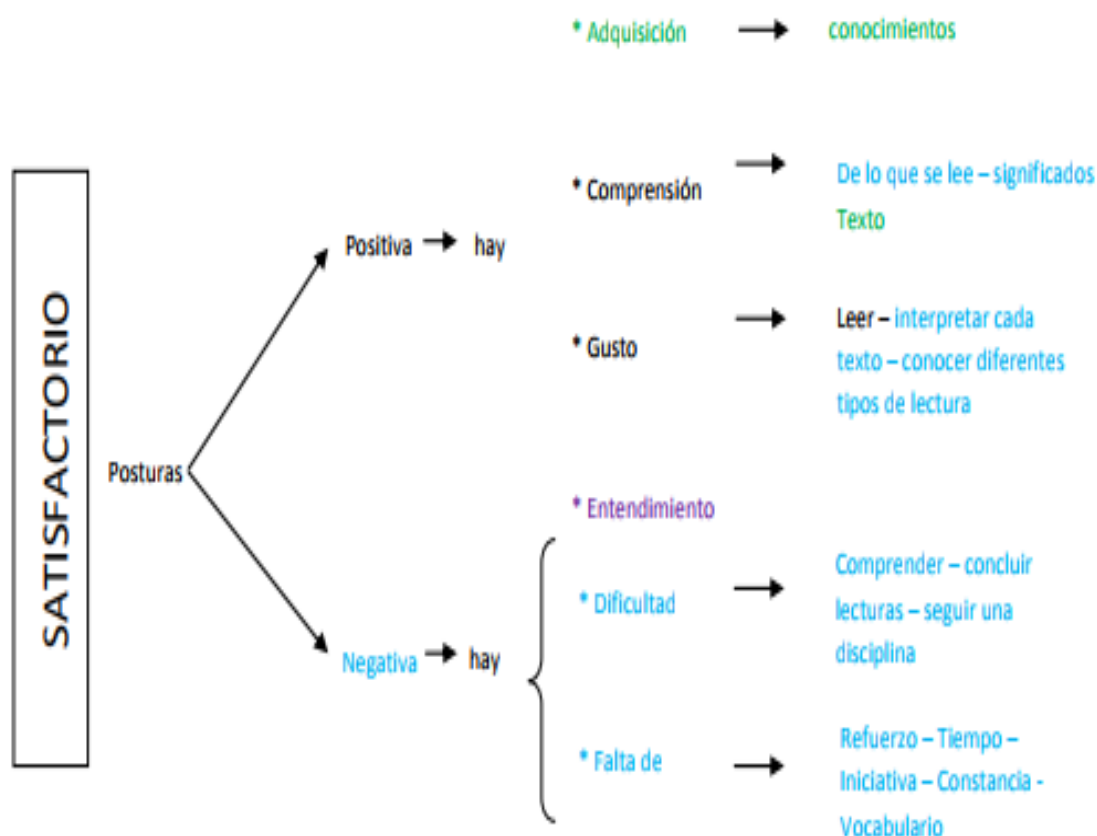 SATISFACTORIO
Posturas
Positiva
hay
* Adquisición
conocimientos
* Comprensión
De lo que se lee – significados
Texto
* Gusto
Leer – interpretar cada
texto – conocer diferentes
tipos de lectura
* Entendimiento
Negativa
hay
* Dificultad
Comprender – concluir
lecturas – seguir una
disciplina
* Falta de
Refuerzo – Tiempo –
Iniciativa – Constancia -
Vocabulario